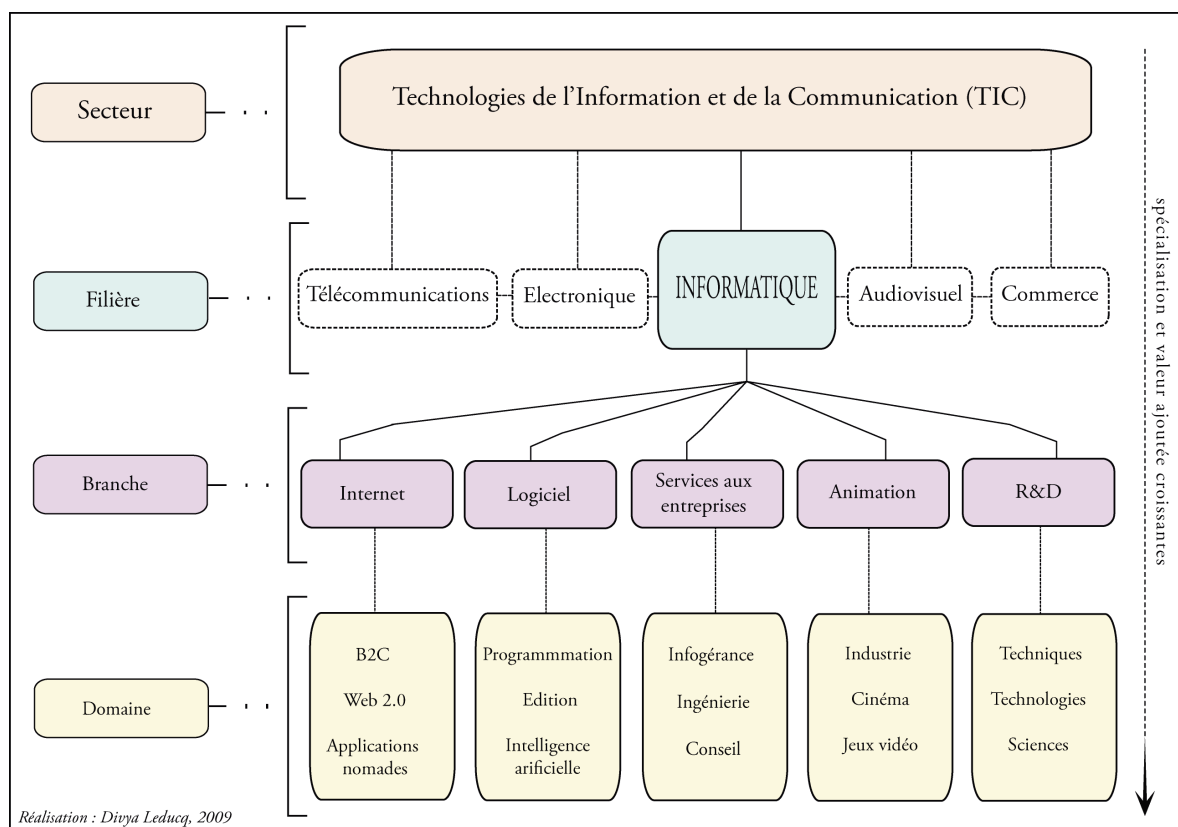 Secteur
Technologies de l'Information et de la Communication (TIC)
Filière
Télécommunications
Electronique
INFORMATIQUE
Audiovisuel
Commerce
Branche
Internet
Logiciel
Services aux
entreprises
Animation
R&D
Domaine
B2C
Web 2.0
Applications
nomades
Programmmation
Edition
Intelligence
arificielle
Infogérance
Ingénierie
Conseil
Industrie
Cinéma
Jeux vidéo
Techniques
Technologies
Sciences
spécialisation et valeur ajoutée croissantes
Réalisation : Divya Leducq, 2009